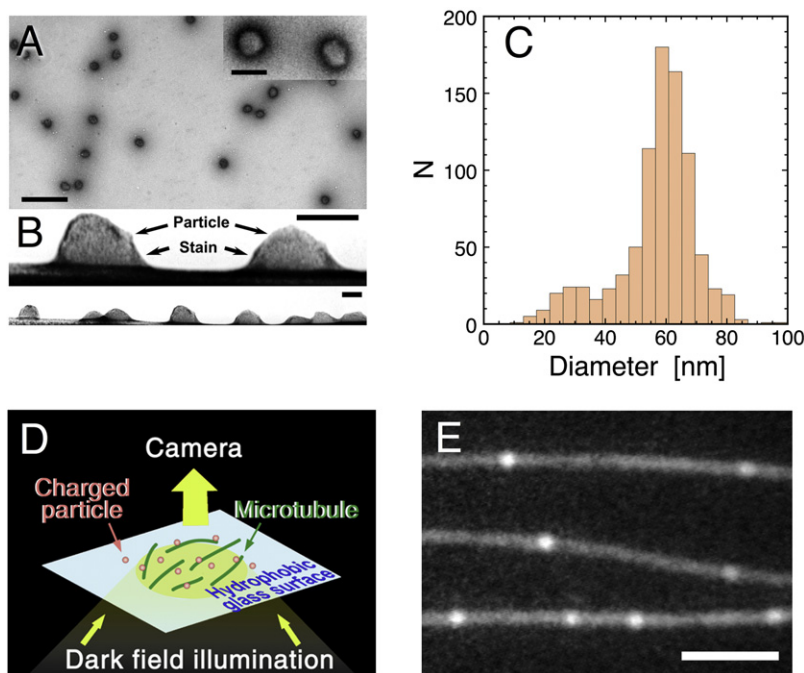 A
B
Particle
Stain
C
200
150
100
50
0
N
0 20 40 60 80 100
Diameter [nm]
D
Camera
Charged
particle
Microtubule
Hydrophobic
glass surface
Dark field illumination
E